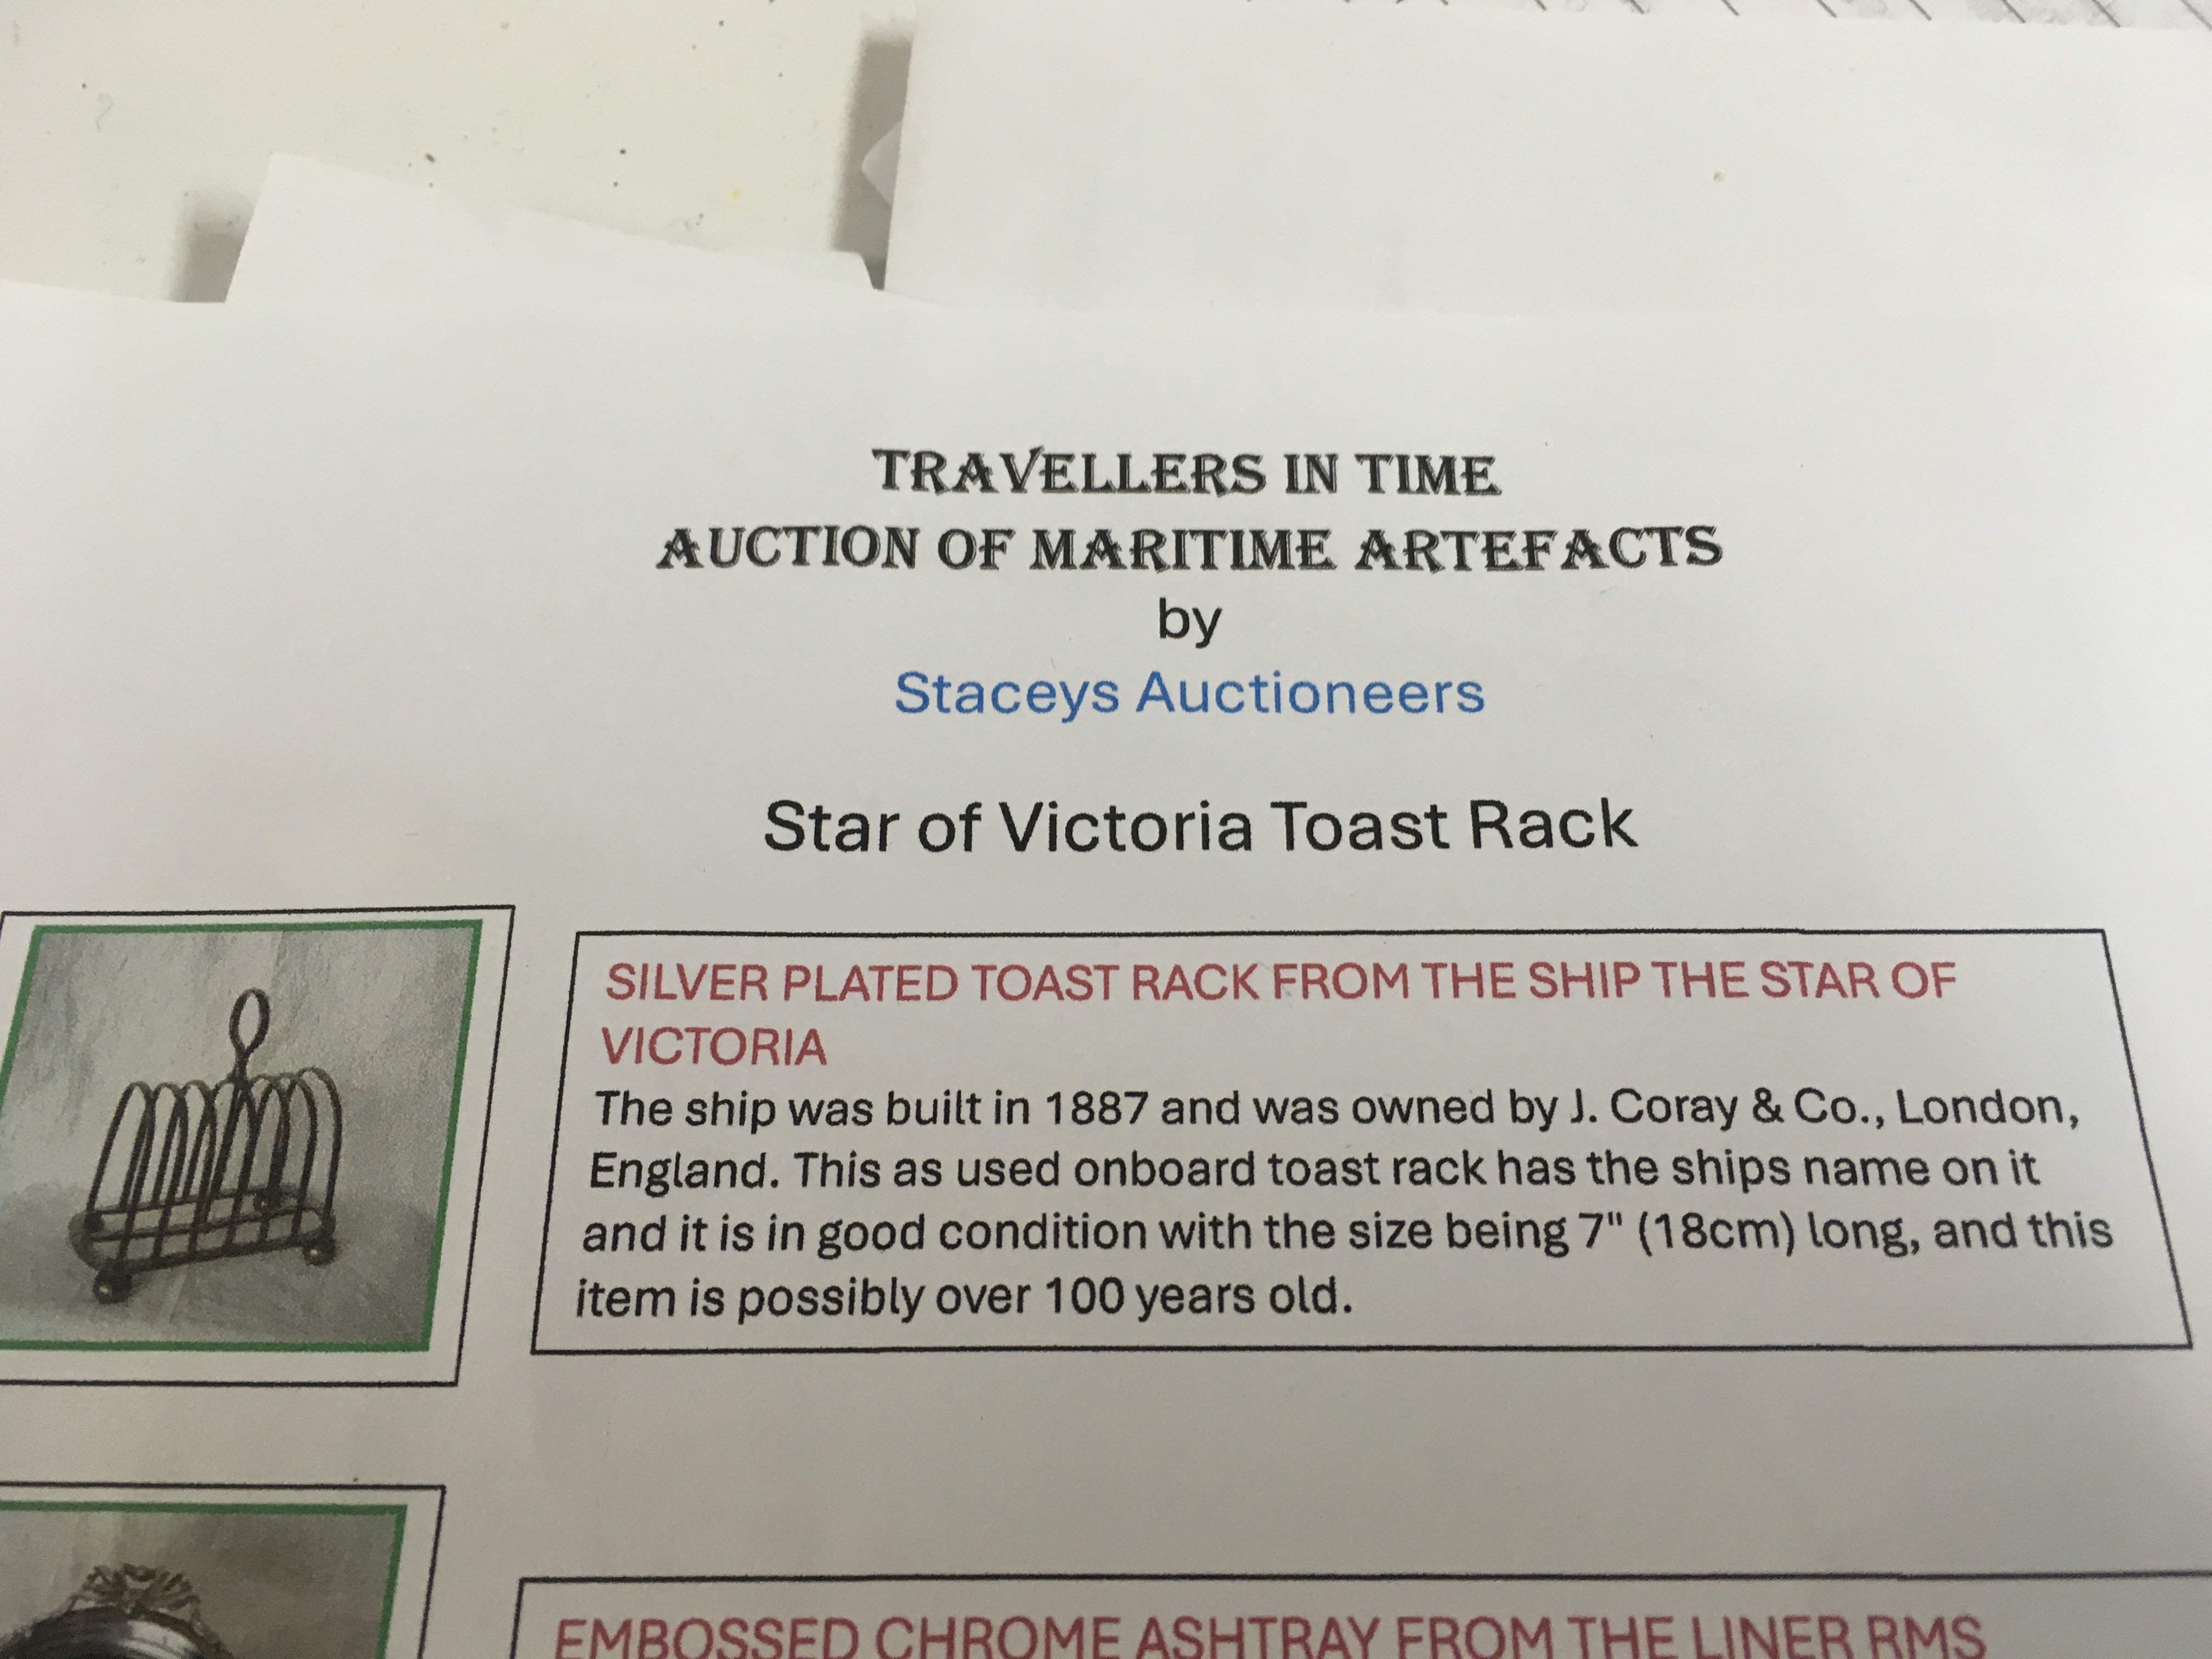 TRAVELLERS IN TIME
AUCTION OF MARITIME ARTEFACTS
by
Staceys Auctioneers
Star of Victoria Toast Rack
SILVER PLATED TOAST RACK FROM THE SHIP THE STAR OF
VICTORIA
The ship was built in 1887 and was owned by J. Coray & Co., London,
England. This as used onboard toast rack has the ships name on it
and it is in good condition with the size being 7" (18cm) long, and this
item is possibly over 100 years old.
EMBOSSED CHROME ASHTRAY FROM THE LINER RMS